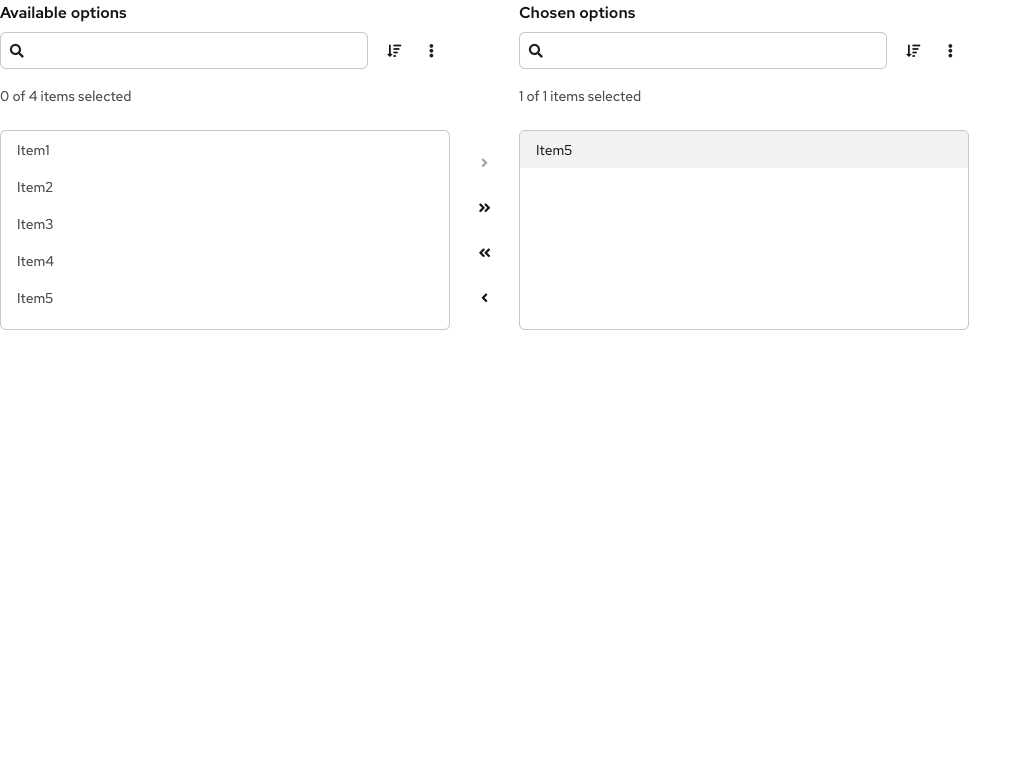 Available options
0 of 4 items selected
Item1
Item2
Item3
Item4
Item5
Chosen options
1 of 1 items selected
Item5